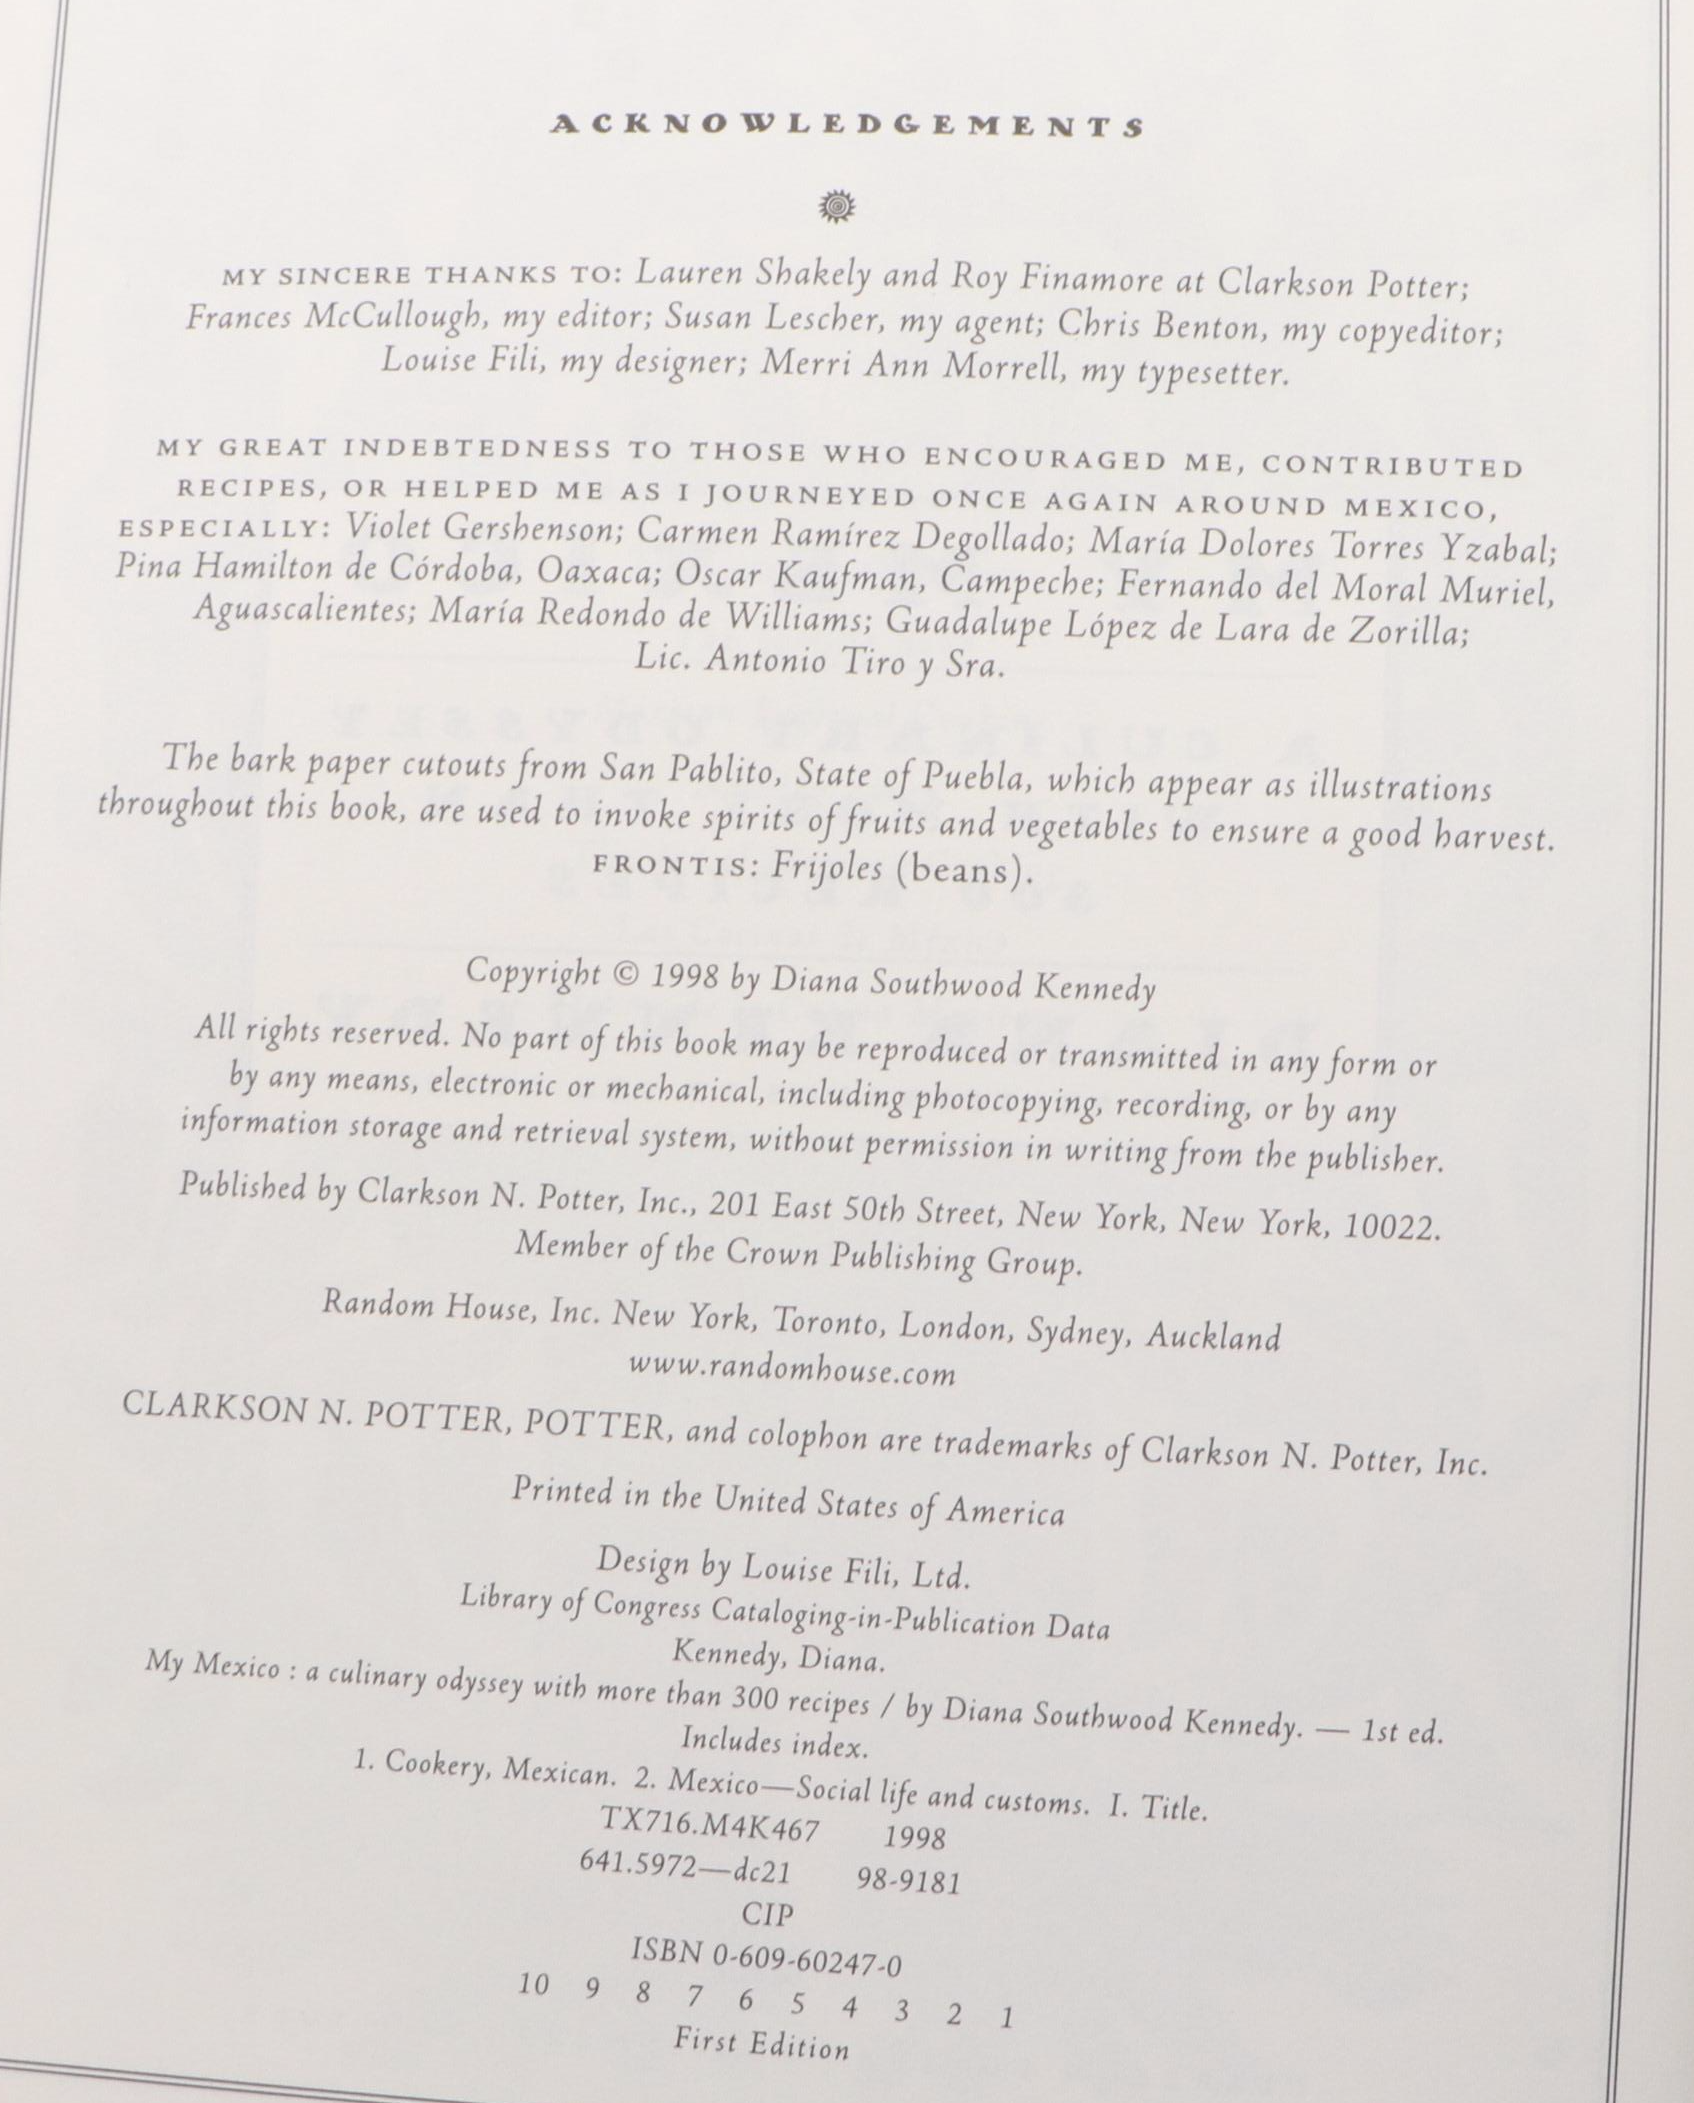 ACKNOWLEDGEMENTS
MY SINCERE THANKS TO: Lauren Shakely and Roy Finamore at Clarkson Potter;
Frances McCullough, my editor; Susan Lescher, my agent; Chris Benton, my copyeditor;
Louise Fili, my designer; Merri Ann Morrell, my typesetter.
MY GREAT INDEBTEDNESS TO THOSE WHO ENCOURAGED ME, CONTRIBUTED
RECIPES, OR HELPED ME AS I JOURNEYED ONCE AGAIN AROUND MEXICO,
ESPECIALLY: Violet Gershenson; Carmen Ramírez Degollado; María Dolores Torres Yzabal;
Pina Hamilton de Córdoba, Oaxaca; Oscar Kaufman, Campeche; Fernando del Moral Muriel,
Aguascalientes; María Redondo de Williams; Guadalupe López de Lara de Zorilla;
Lic. Antonio Tiro y Sra.
The bark paper cutouts from San Pablito, State of Puebla, which appear as illustrations
throughout this book, are used to invoke spirits of fruits and vegetables to ensure a good harvest.
FRONTIS: Frijoles (beans).
Copyright © 1998 by Diana Southwood Kennedy
All rights reserved. No part of this book may be reproduced or transmitted in any form or
by any means, electronic or mechanical, including photocopying, recording, or by any
information storage and retrieval system, without permission in writing from the publisher.
Published by Clarkson N. Potter, Inc., 201 East 50th Street, New York, New York, 10022.
Member of the Crown Publishing Group.
Random House, Inc. New York, Toronto, London, Sydney, Auckland
www.randomhouse.com
CLARKSON N. POTTER, POTTER, and colophon are trademarks of Clarkson N. Potter, Inc.
Printed in the United States of America
Design by Louise Fili, Ltd.
Library of Congress Cataloging-in-Publication Data
Kennedy, Diana.
My Mexico : a culinary odyssey with more than 300 recipes / by Diana Southwood Kennedy. — 1st ed.
Includes index.
1. Cookery, Mexican. 2. Mexico—Social life and customs. I. Title.
TX716.M4K467 1998
641.5972—dc21 98-9181
CIP
ISBN 0-609-60247-0
10 9 8 7 6 5 4 3 2 1
First Edition